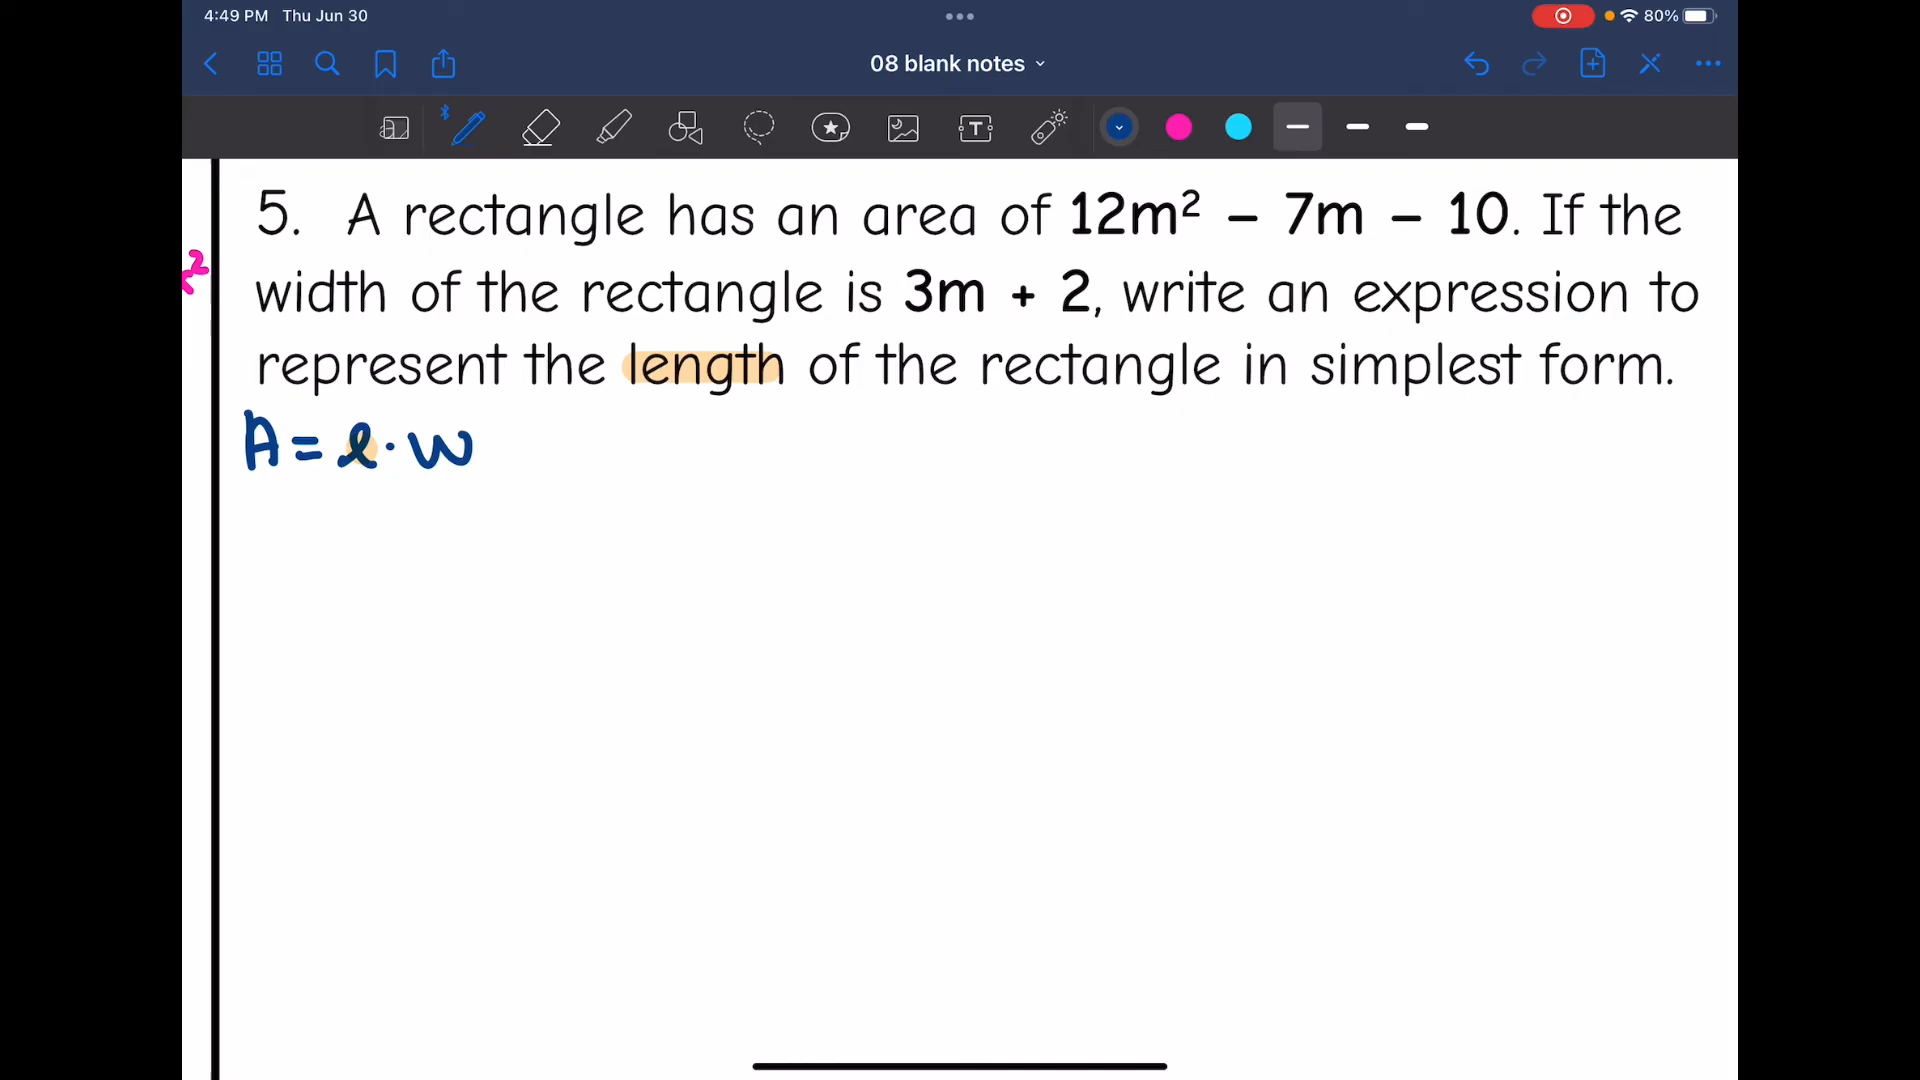 4:49 PM Thu Jun 30
80%
08 blank notes
T
5. A rectangle has an area of 12m² – 7m – 10. If the
width of the rectangle is 3m + 2, write an expression to
represent the length of the rectangle in simplest form.
A = l · w